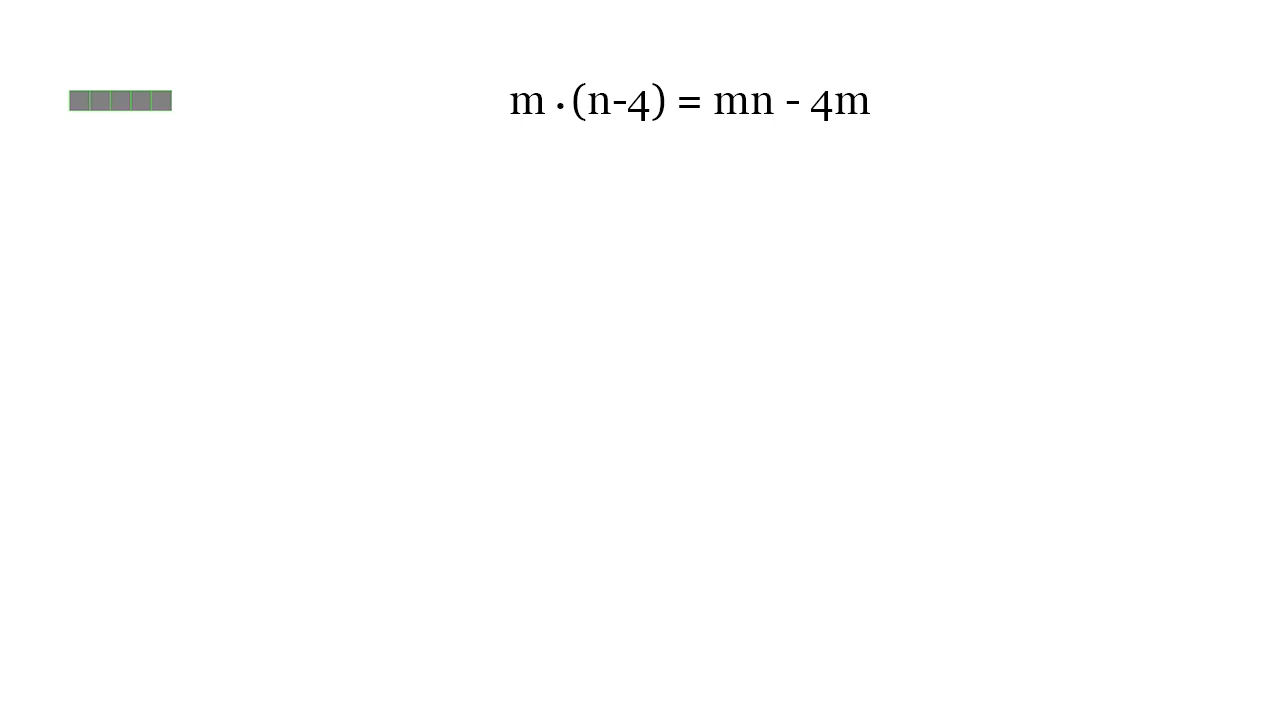 m · (n-4) = mn - 4m